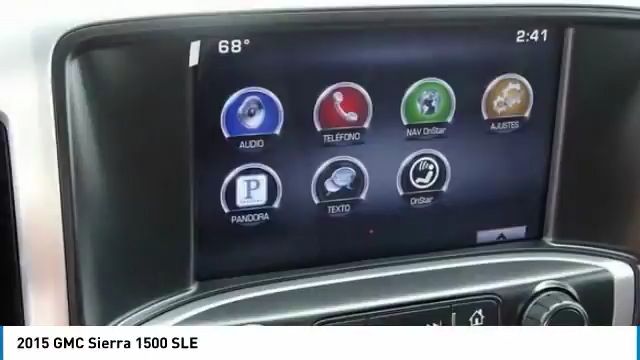 68°
2:41
AUDIO
TELÉFONO
NAV OnStar
AJUSTES
P
PANDORA
TEXTO
OnStar
2015 GMC Sierra 1500 SLE